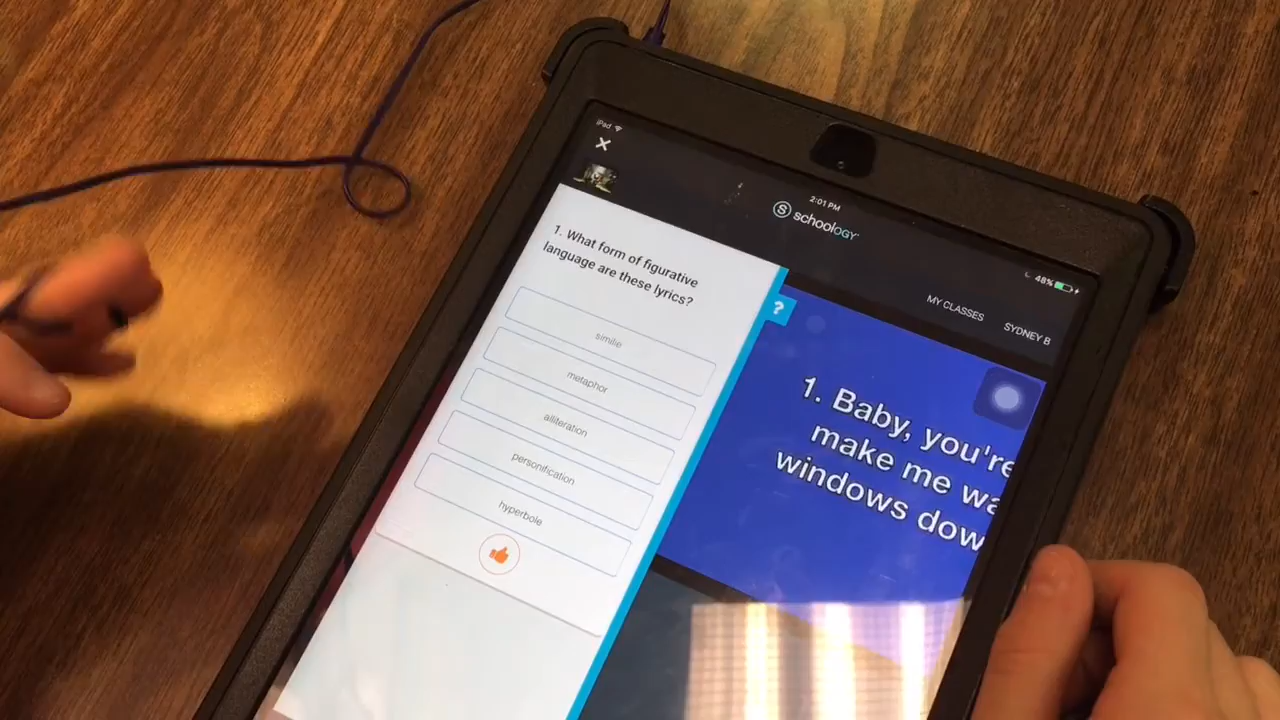 iPad
2:01 PM
48%
schoology
MY CLASSES
SYDNEY B
1. What form of figurative
language are these lyrics?
similie
metaphor
alliteration
personification
hyperbole
?
1. Baby, you're
make me wa
windows dow